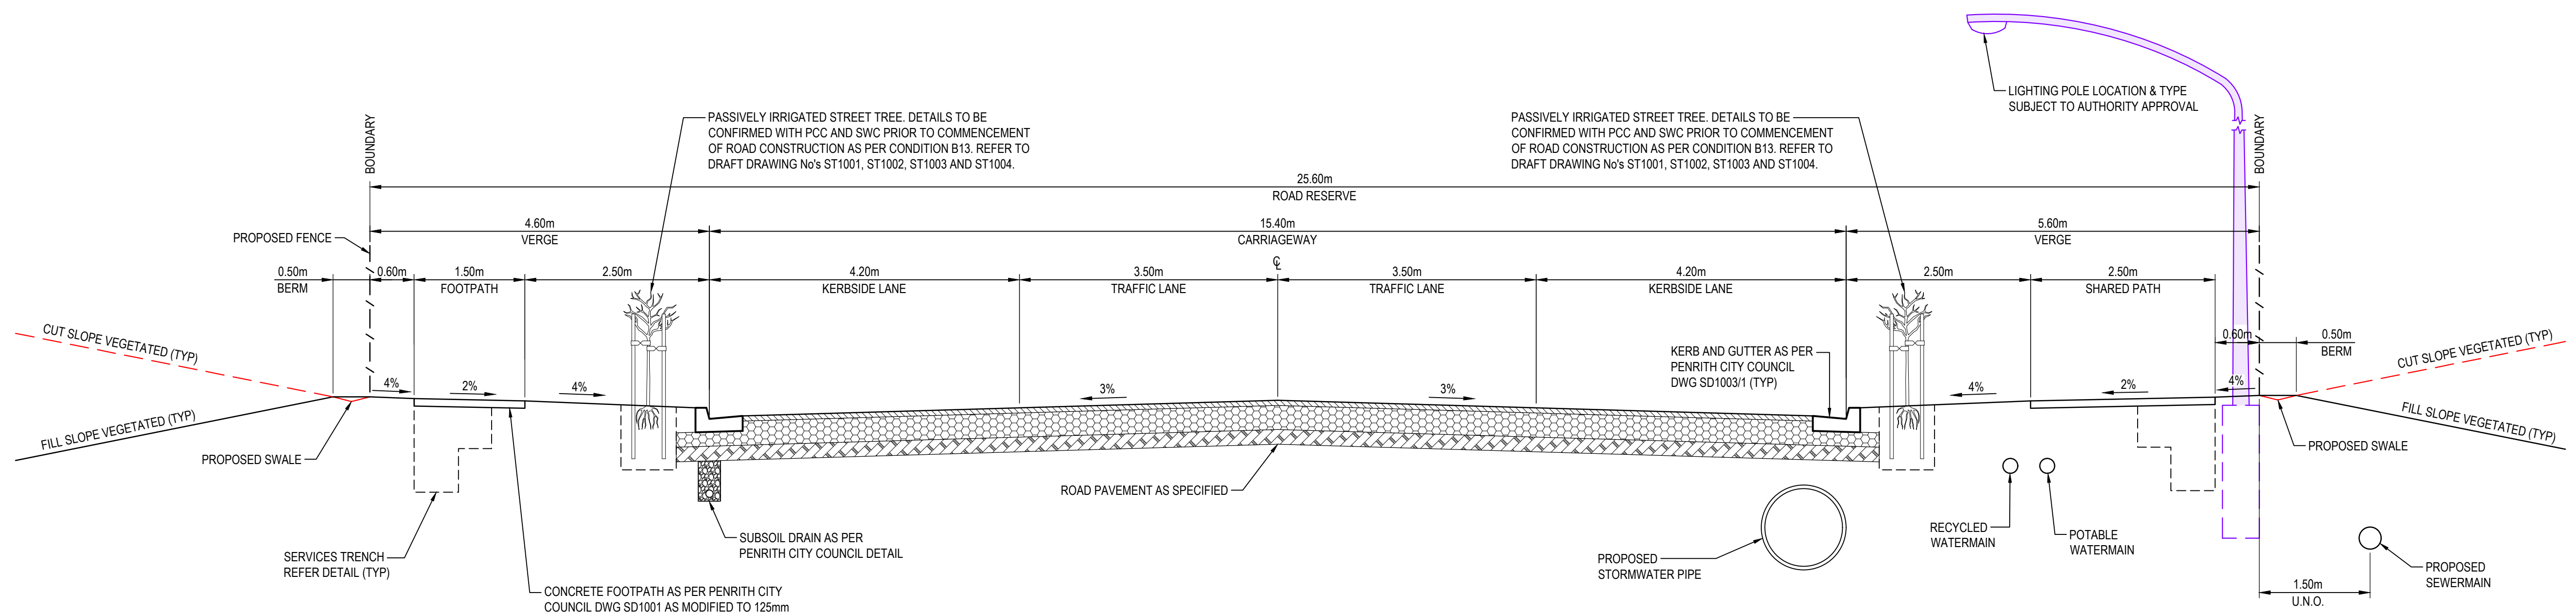 LIGHTING POLE LOCATION & TYPE
SUBJECT TO AUTHORITY APPROVAL
PASSIVELY IRRIGATED STREET TREE. DETAILS TO BE
CONFIRMED WITH PCC AND SWC PRIOR TO COMMENCEMENT
OF ROAD CONSTRUCTION AS PER CONDITION B13. REFER TO
DRAFT DRAWING No's ST1001, ST1002, ST1003 AND ST1004.
PASSIVELY IRRIGATED STREET TREE. DETAILS TO BE
CONFIRMED WITH PCC AND SWC PRIOR TO COMMENCEMENT
OF ROAD CONSTRUCTION AS PER CONDITION B13. REFER TO
DRAFT DRAWING No's ST1001, ST1002, ST1003 AND ST1004.
BOUNDARY
BOUNDARY
25.60m
ROAD RESERVE
4.60m
VERGE
15.40m
CARRIAGEWAY
5.60m
VERGE
PROPOSED FENCE
0.50m
BERM
0.60m
1.50m
FOOTPATH
2.50m
4.20m
KERBSIDE LANE
3.50m
TRAFFIC LANE
℄
3.50m
TRAFFIC LANE
4.20m
KERBSIDE LANE
2.50m
2.50m
SHARED PATH
0.60m
0.50m
BERM
CUT SLOPE VEGETATED (TYP)
CUT SLOPE VEGETATED (TYP)
KERB AND GUTTER AS PER
PENRITH CITY COUNCIL
DWG SD1003/1 (TYP)
4%
2%
4%
3%
3%
4%
2%
4%
FILL SLOPE VEGETATED (TYP)
FILL SLOPE VEGETATED (TYP)
PROPOSED SWALE
PROPOSED SWALE
ROAD PAVEMENT AS SPECIFIED
SUBSOIL DRAIN AS PER
PENRITH CITY COUNCIL DETAIL
SERVICES TRENCH
REFER DETAIL (TYP)
CONCRETE FOOTPATH AS PER PENRITH CITY
COUNCIL DWG SD1001 AS MODIFIED TO 125mm
PROPOSED
STORMWATER PIPE
RECYCLED
WATERMAIN
POTABLE
WATERMAIN
PROPOSED
SEWERMAIN
1.50m
U.N.O.